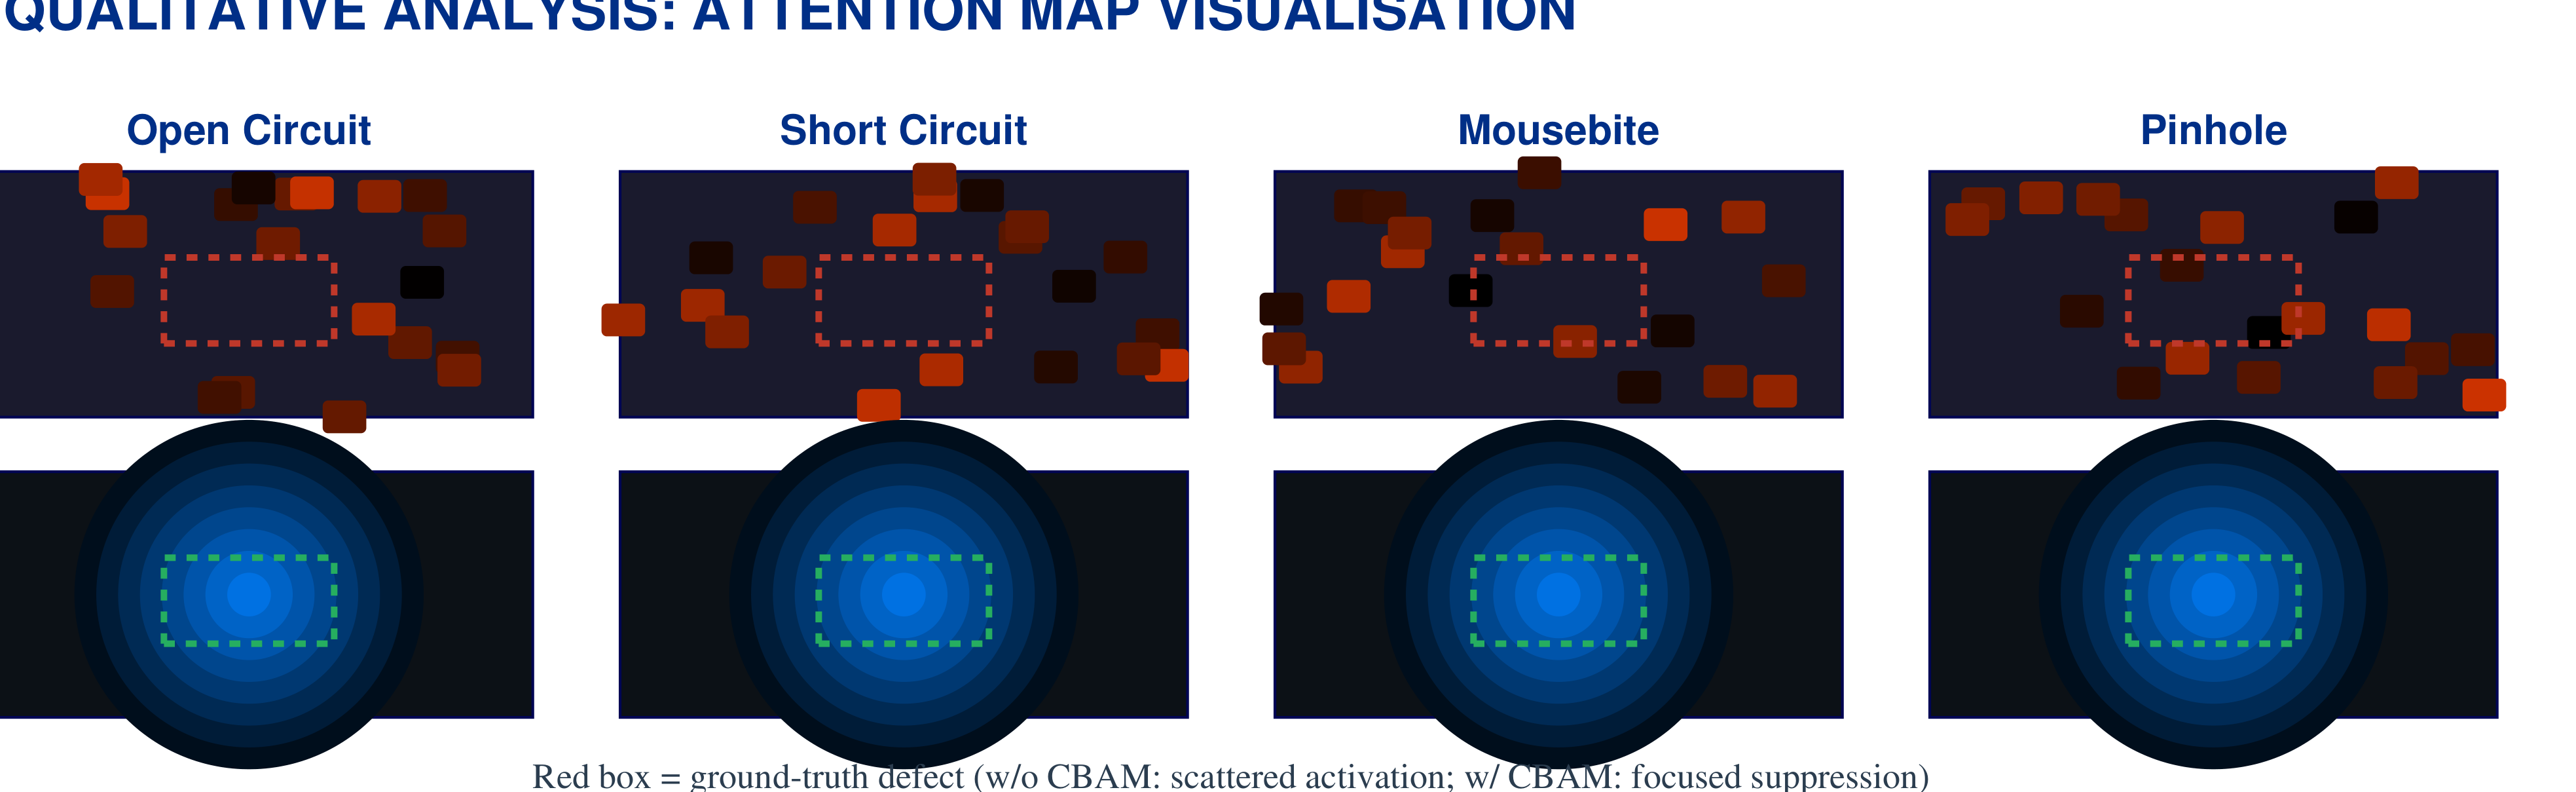 QUALITATIVE ANALYSIS: ATTENTION MAP VISUALISATION
Open Circuit
Short Circuit
Mousebite
Pinhole
Red box = ground-truth defect (w/o CBAM: scattered activation; w/ CBAM: focused suppression)